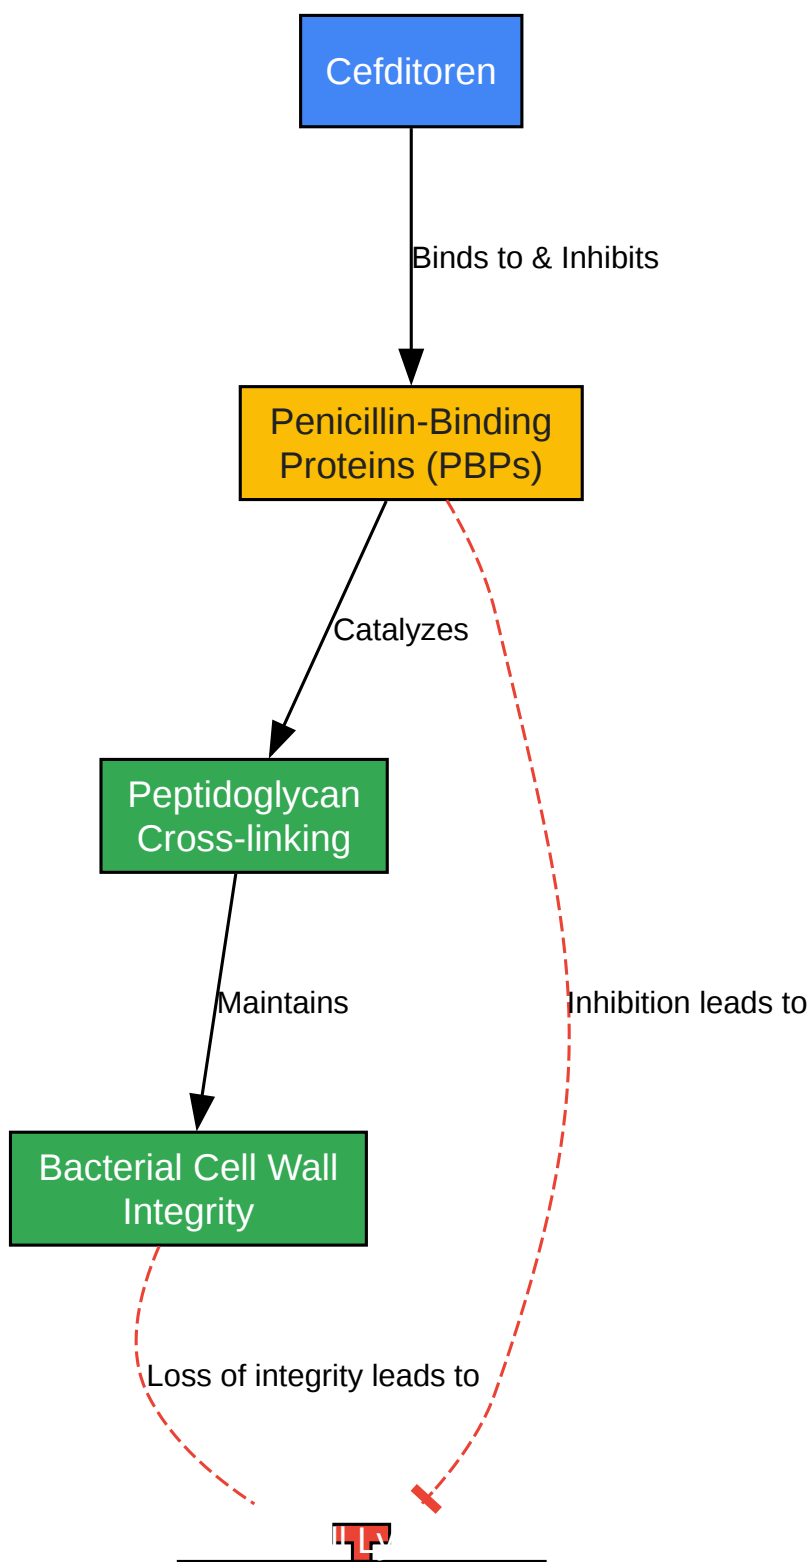 Cefditoren
Binds to & Inhibits
Penicillin-Binding
Proteins (PBPs)
Catalyzes
Peptidoglycan
Cross-linking
Maintains
Inhibition leads to
Bacterial Cell Wall
Integrity
Loss of integrity leads to